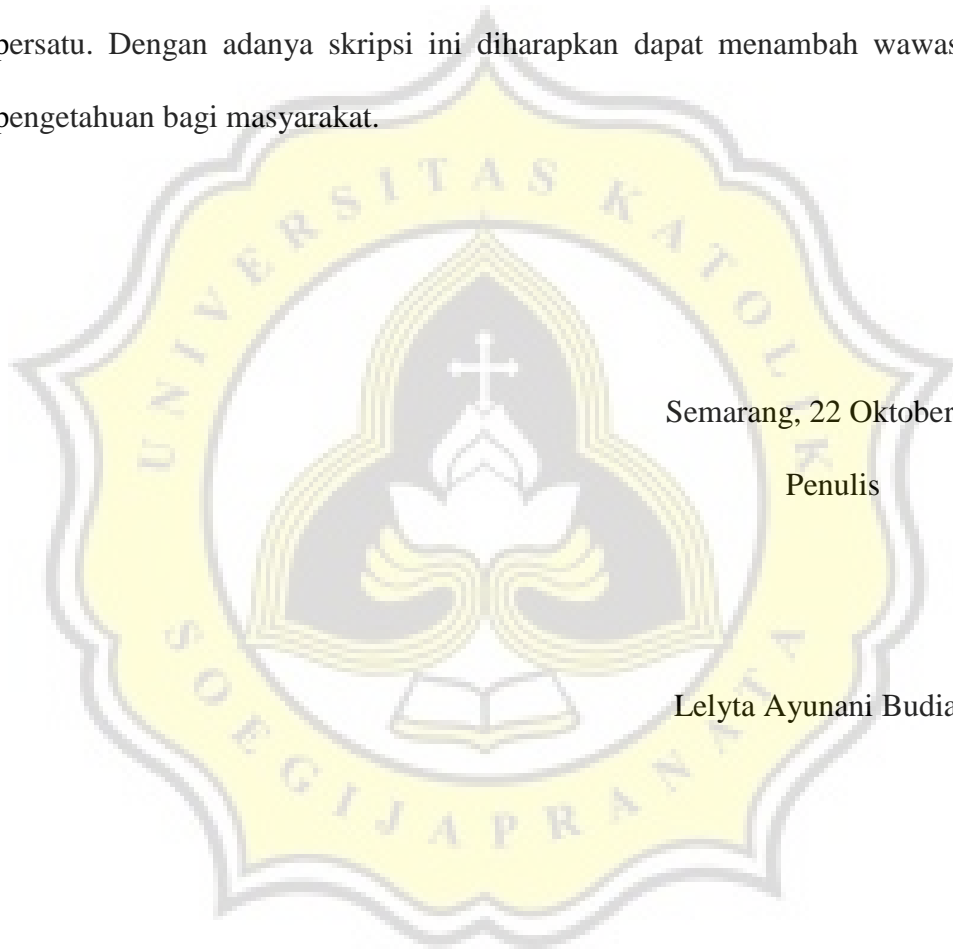 persatu. Dengan adanya skripsi ini diharapkan dapat menambah wawas
pengetahuan bagi masyarakat.
UNIVERSITAS KATOLIK
Semarang, 22 Oktober
Penulis
Lelyta Ayunani Budia
SOEGIJAPRANATA